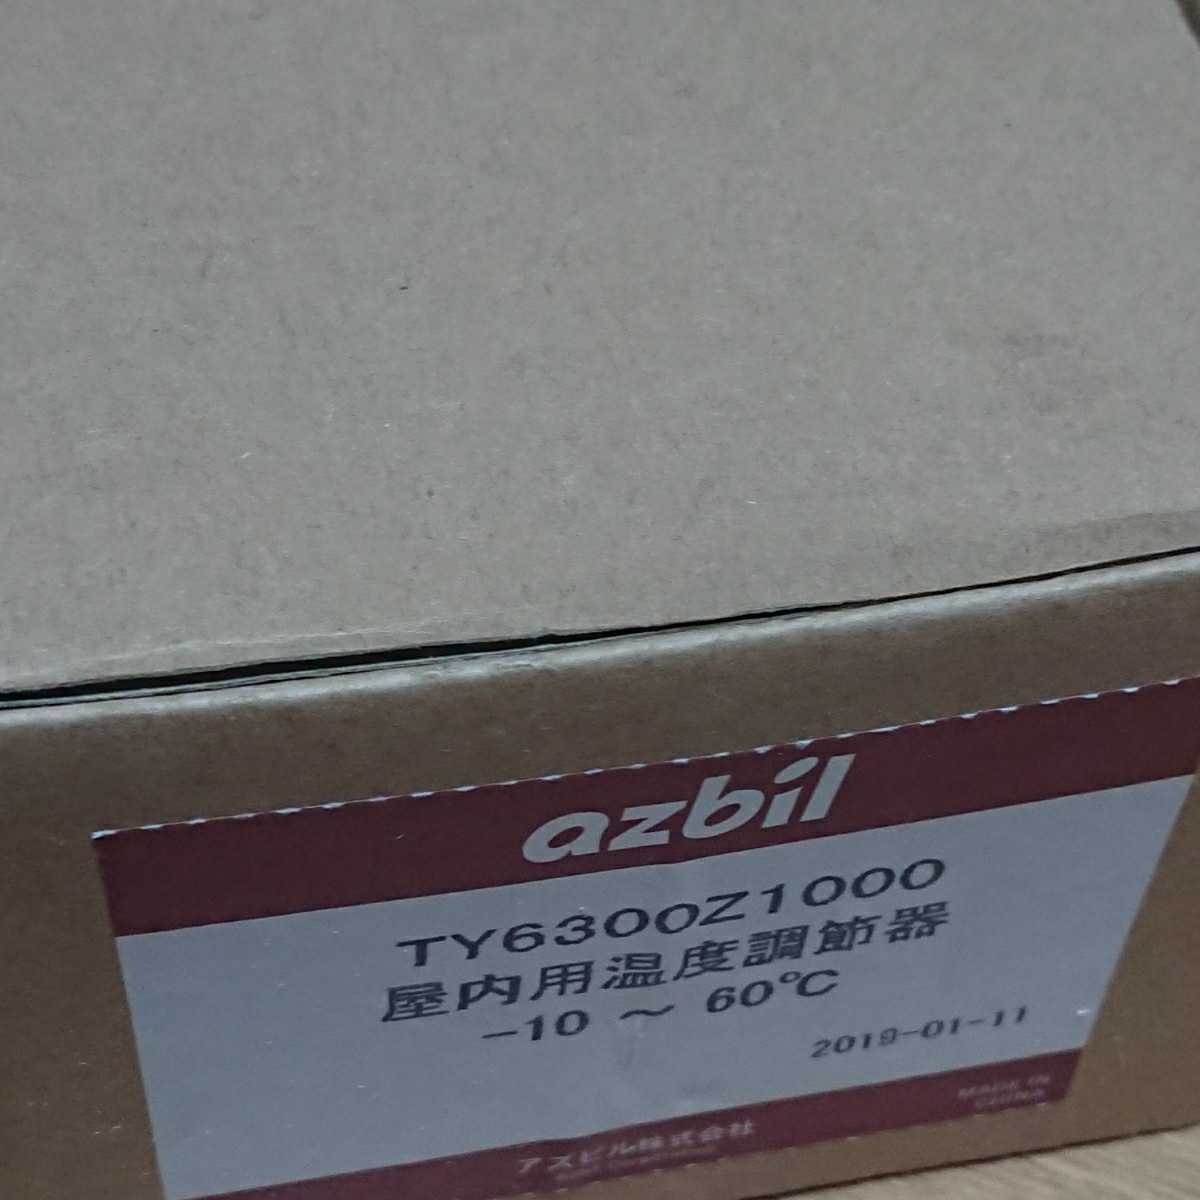 azbil
TY6300Z1000
屋内用温度調節器
-10 ～ 60℃
2019-01-11
MADE IN
CHINA
アズビル株式会社